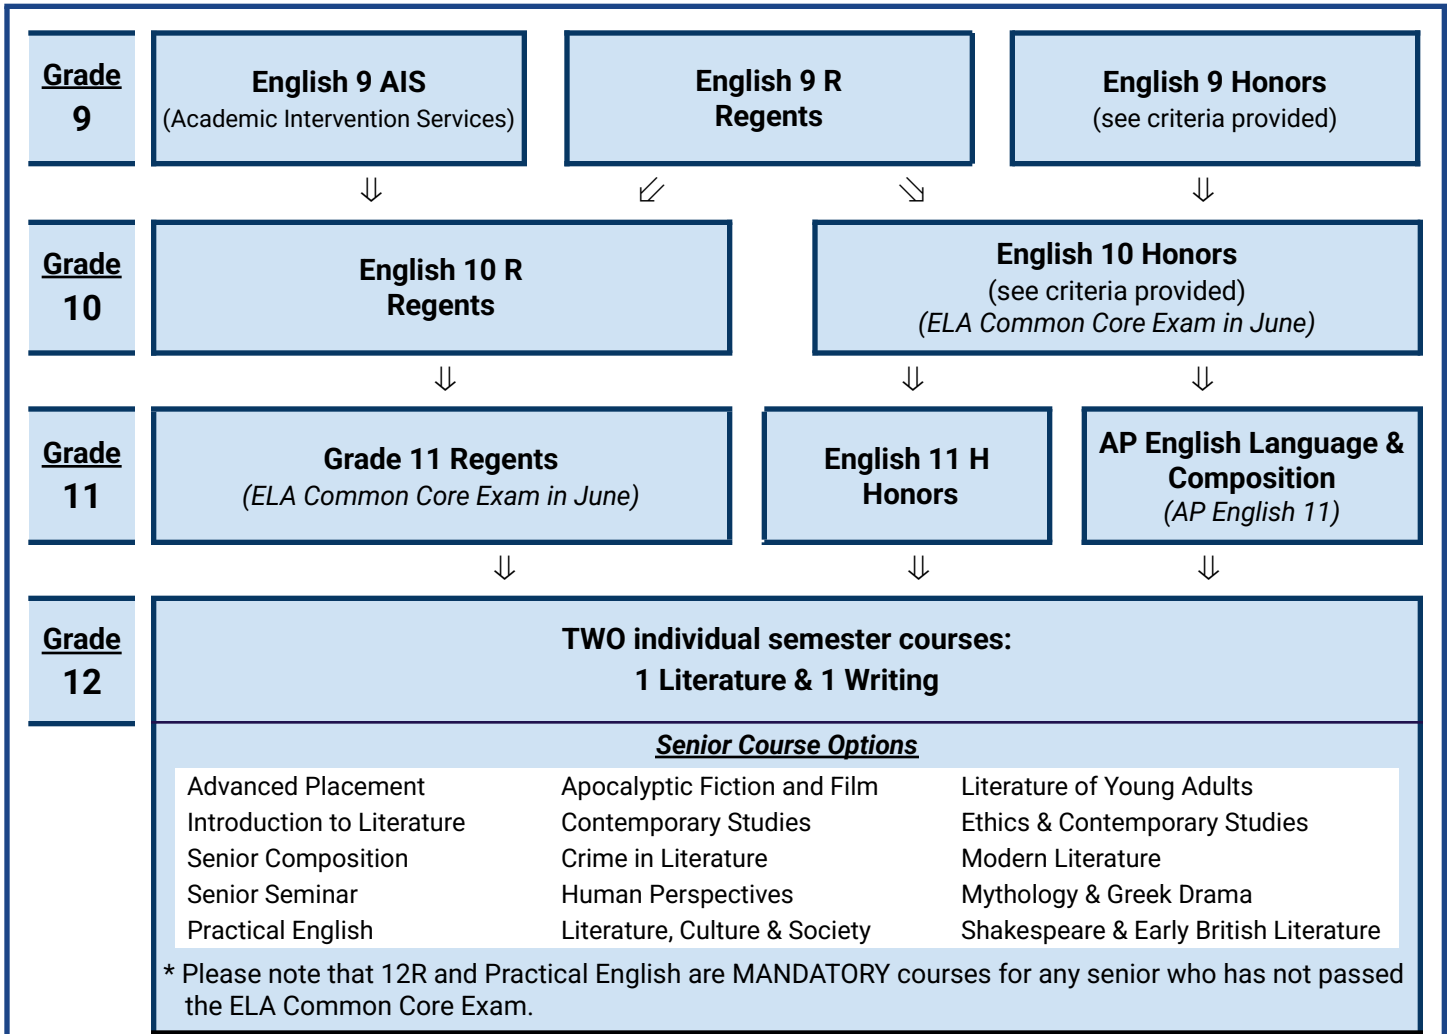 Grade
9
English 9 AIS
(Academic Intervention Services)
English 9 R
Regents
English 9 Honors
(see criteria provided)
⇓ ⇙ ⇘ ⇓
Grade
10
English 10 R
Regents
English 10 Honors
(see criteria provided)
(ELA Common Core Exam in June)
⇓ ⇓ ⇓
Grade
11
Grade 11 Regents
(ELA Common Core Exam in June)
English 11 H
Honors
AP English Language &
Composition
(AP English 11)
⇓ ⇓ ⇓
Grade
12
TWO individual semester courses:
1 Literature & 1 Writing
Senior Course Options
Advanced Placement
Introduction to Literature
Senior Composition
Senior Seminar
Practical English
Apocalyptic Fiction and Film
Contemporary Studies
Crime in Literature
Human Perspectives
Literature, Culture & Society
Literature of Young Adults
Ethics & Contemporary Studies
Modern Literature
Mythology & Greek Drama
Shakespeare & Early British Literature
* Please note that 12R and Practical English are MANDATORY courses for any senior who has not passed
the ELA Common Core Exam.